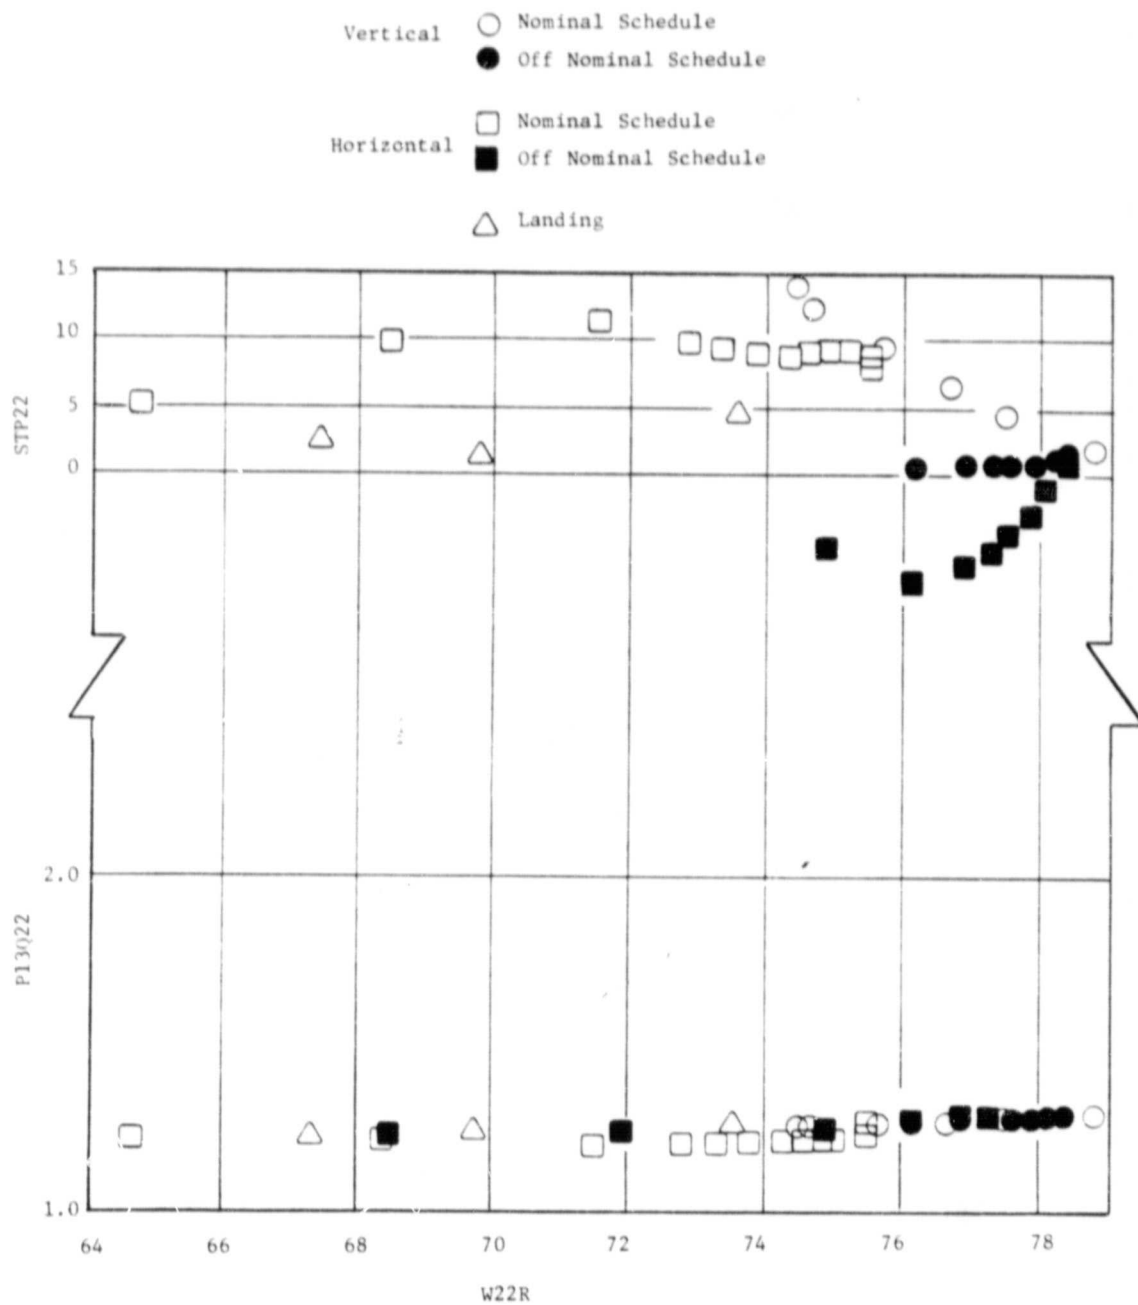 Vertical
Nominal Schedule
Off Nominal Schedule
Horizontal
Nominal Schedule
Off Nominal Schedule
Landing
STP22
15
10
5
0
P13Q22
2.0
1.0
64 66 68 70 72 74 76 78
W22R